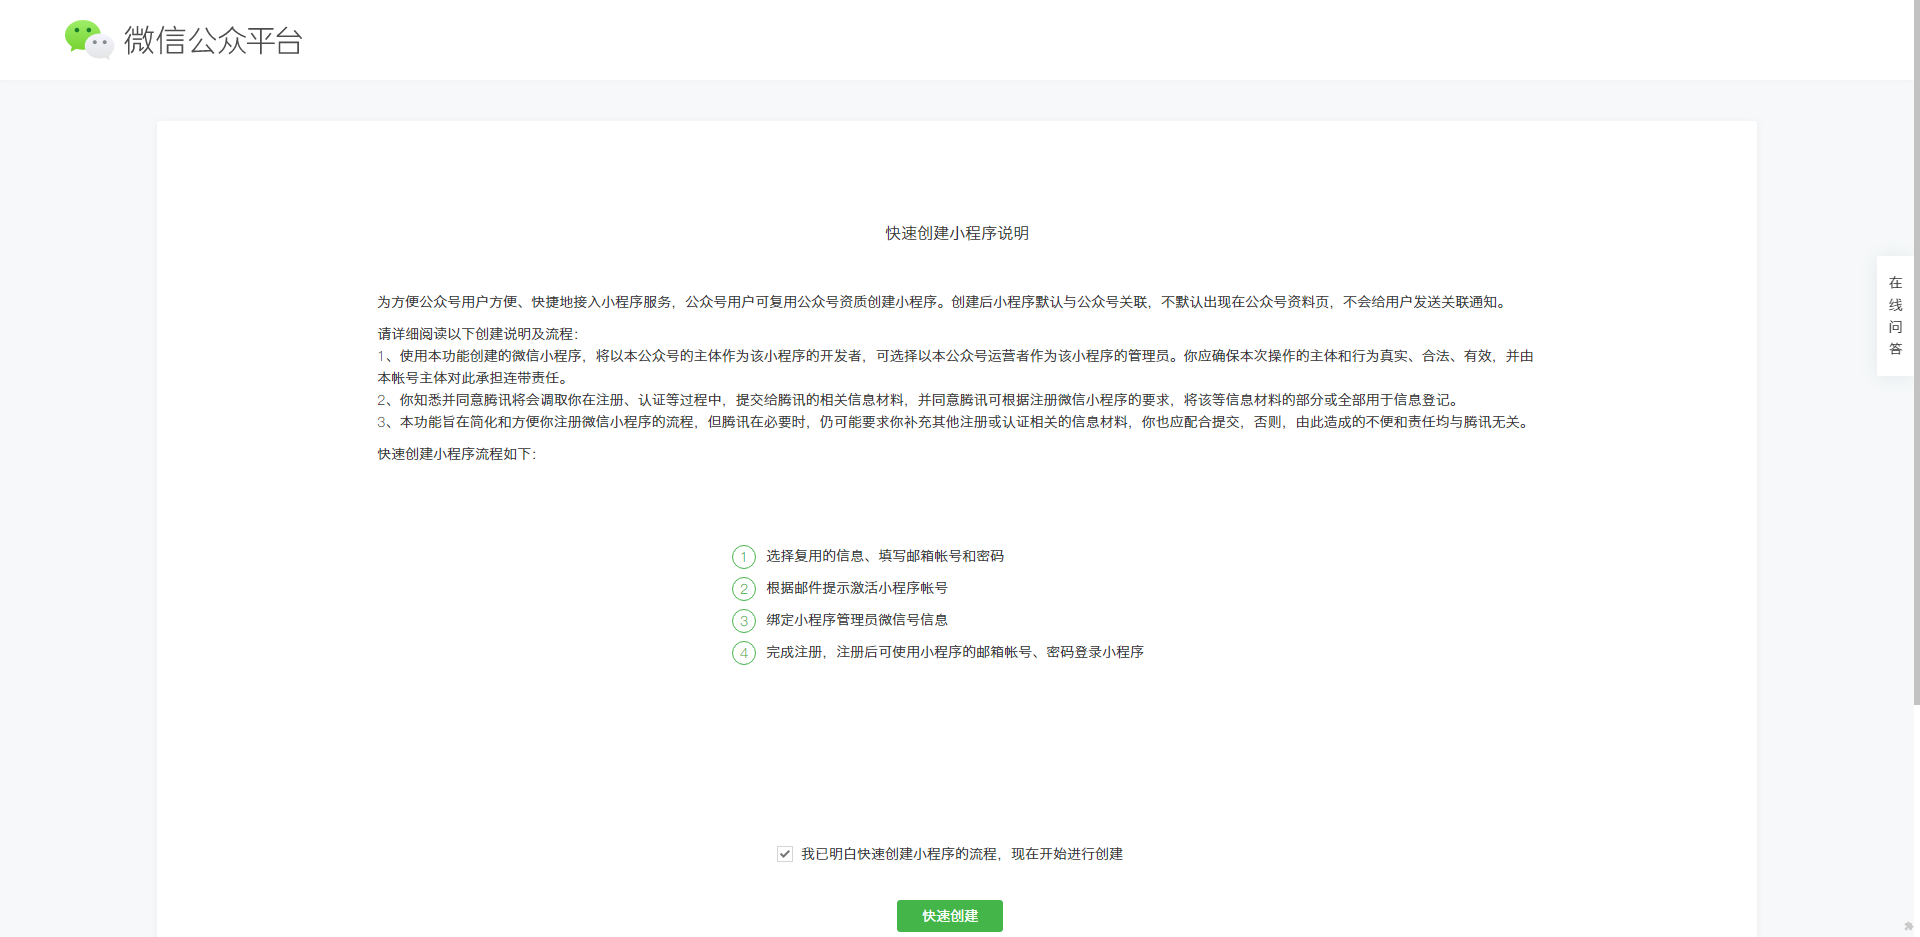 微信公众平台
快速创建小程序说明
为方便公众号用户方便、快捷地接入小程序服务，公众号用户可复用公众号资质创建小程序。创建后小程序默认与公众号关联，不默认出现在公众号资料页，不会给用户发送关联通知。
请详细阅读以下创建说明及流程：
1、使用本功能创建的微信小程序，将以本公众号的主体作为该小程序的开发者，可选择以本公众号运营者作为该小程序的管理员。你应确保本次操作的主体和行为真实、合法、有效，并由
本帐号主体对此承担连带责任。
2、你知悉并同意腾讯将会调取你在注册、认证等过程中，提交给腾讯的相关信息材料，并同意腾讯可根据注册微信小程序的要求，将该等信息材料的部分或全部用于信息登记。
3、本功能旨在简化和方便你注册微信小程序的流程，但腾讯在必要时，仍可能要求你补充其他注册或认证相关的信息材料，你也应配合提交，否则，由此造成的不便和责任均与腾讯无关。
快速创建小程序流程如下：
1 选择复用的信息、填写邮箱帐号和密码
2 根据邮件提示激活小程序帐号
3 绑定小程序管理员微信号信息
4 完成注册，注册后可使用小程序的邮箱帐号、密码登录小程序
我已明白快速创建小程序的流程，现在开始进行创建
快速创建
在
线
问
答